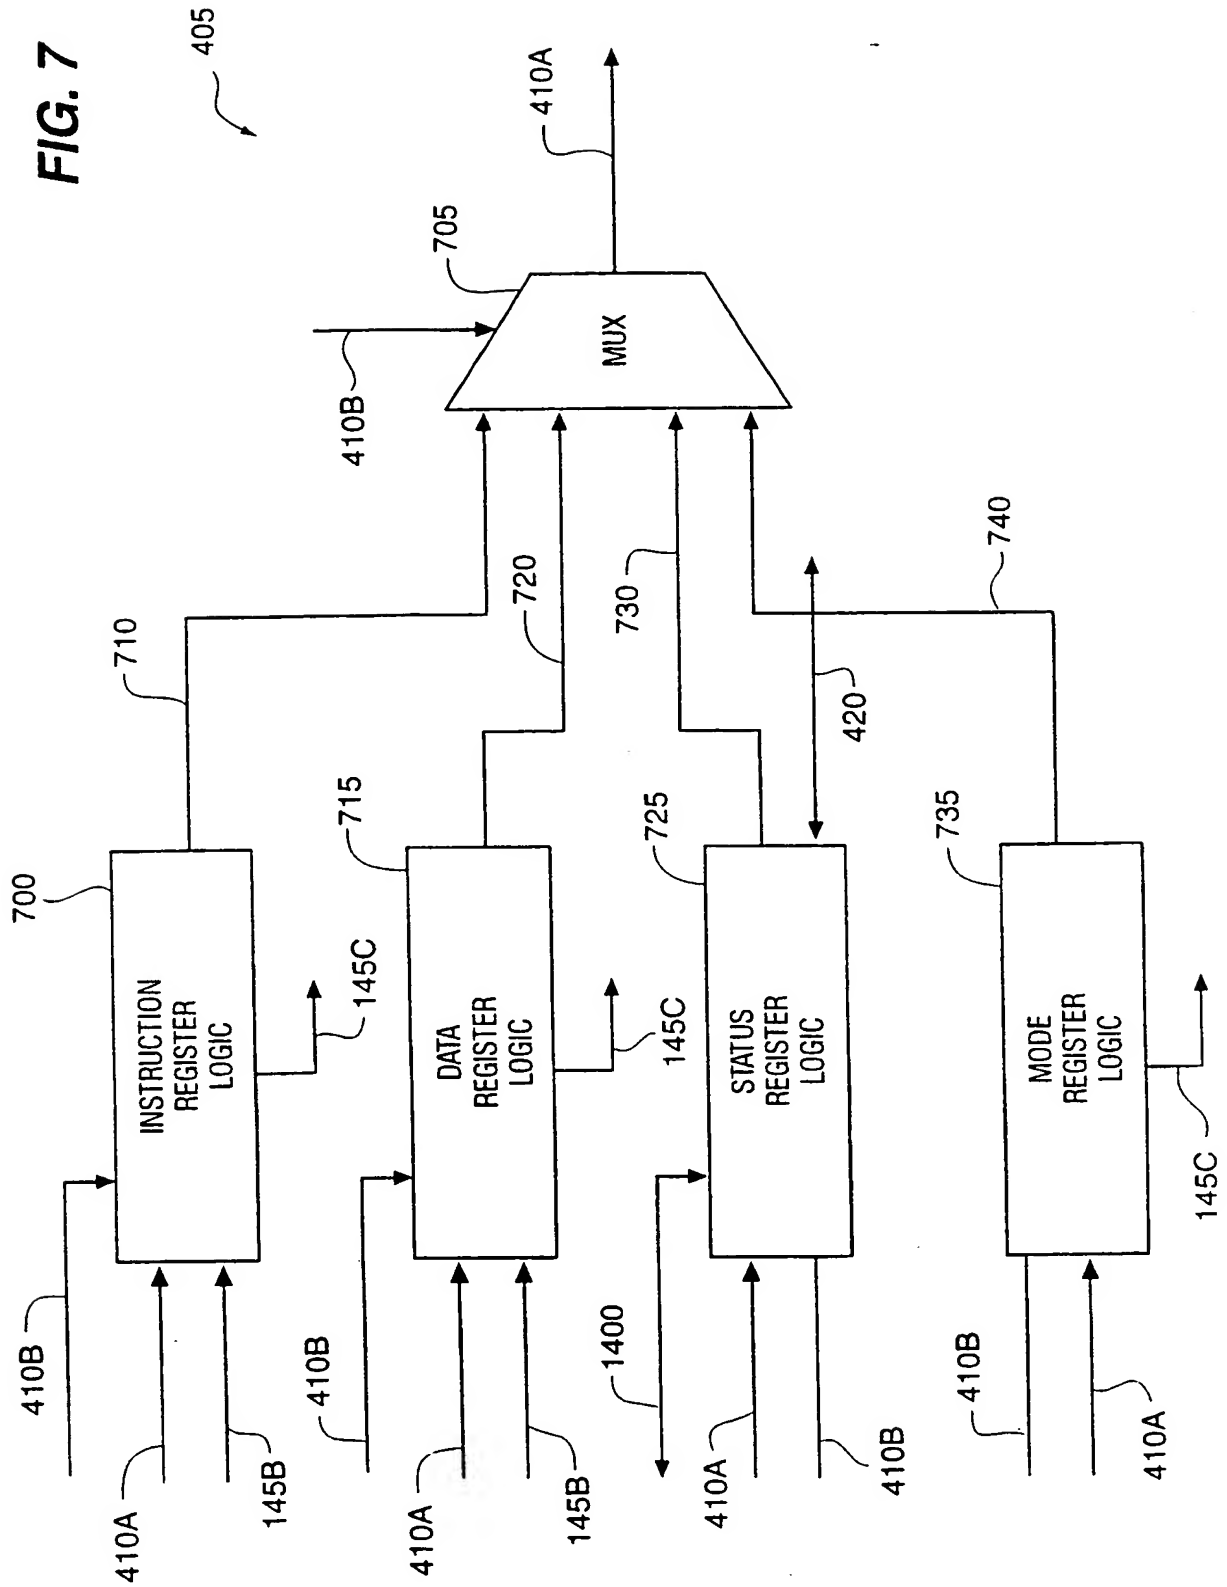 FIG. 7
405
700
710
410B
INSTRUCTION
REGISTER
LOGIC
410A
145B
145C
715
720
410B
DATA
REGISTER
LOGIC
410A
145B
145C
410B
705
MUX
410A
725
730
1400
STATUS
REGISTER
LOGIC
410A
410B
420
735
740
410B
MODE
REGISTER
LOGIC
410A
145C